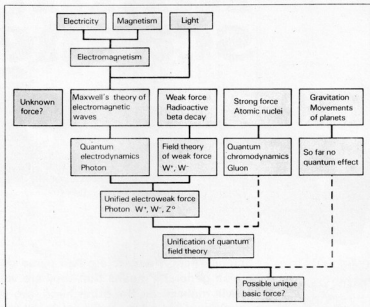 Electricity
Magnetism
Light
Electromagnetism
Unknown
force?
Maxwell's theory of
electromagnetic
waves
Weak force
Radioactive
beta decay
Strong force
Atomic nuclei
Gravitation
Movements
of planets
Quantum
electrodynamics
Photon
Field theory
of weak force
W⁺, W⁻
Quantum
chromodynamics
Gluon
So far no
quantum effect
Unified electroweak force
Photon W⁺, W⁻, Z⁰
Unification of quantum
field theory
Possible unique
basic force?